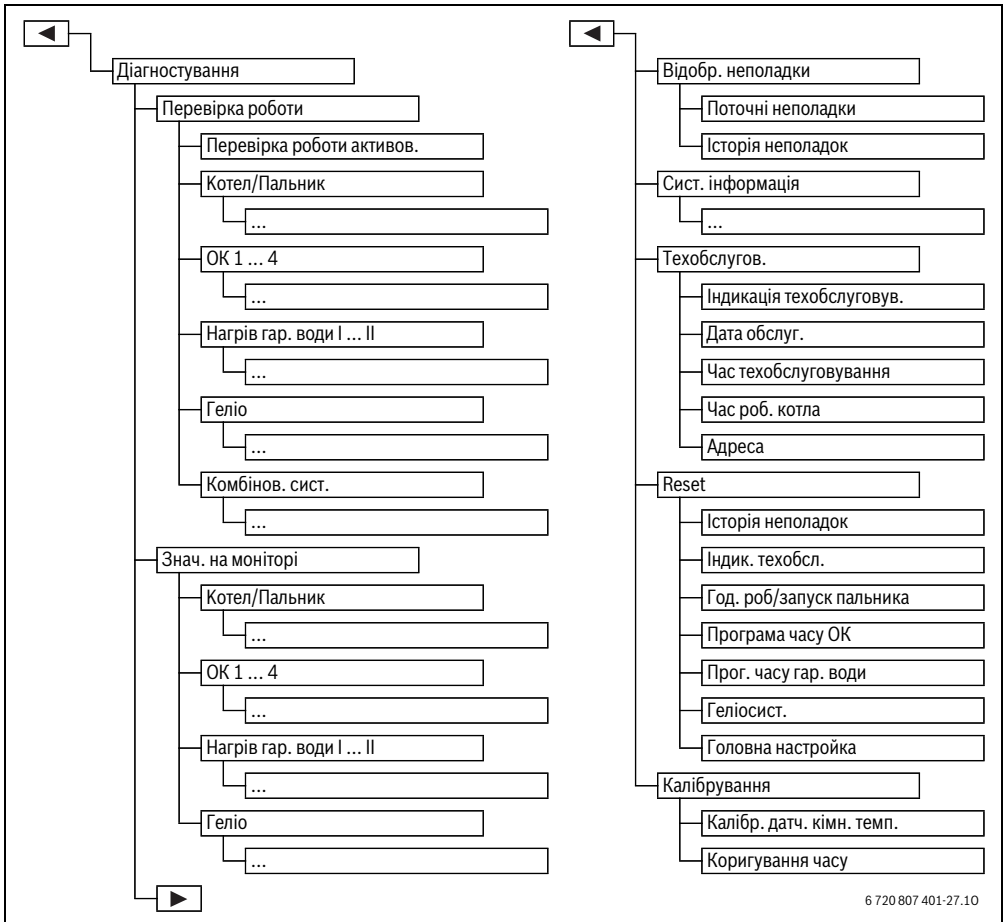 Діагностування
Перевірка роботи
Перевірка роботи активов.
Котел/Пальник
...
ОК 1 ... 4
...
Нагрів гар. води I ... II
...
Геліо
...
Комбінов. сист.
...
Знач. на моніторі
Котел/Пальник
...
ОК 1 ... 4
...
Нагрів гар. води I ... II
...
Геліо
...
Відобр. неполадки
Поточні неполадки
Історія неполадок
Сист. інформація
...
Техобслугов.
Індикація техобслуговув.
Дата обслуг.
Час техобслуговування
Час роб. котла
Адреса
Reset
Історія неполадок
Індик. техобсл.
Год. роб/запуск пальника
Програма часу ОК
Прог. часу гар. води
Геліосист.
Головна настройка
Калібрування
Калібр. датч. кімн. темп.
Коригування часу
6 720 807 401-27.1O